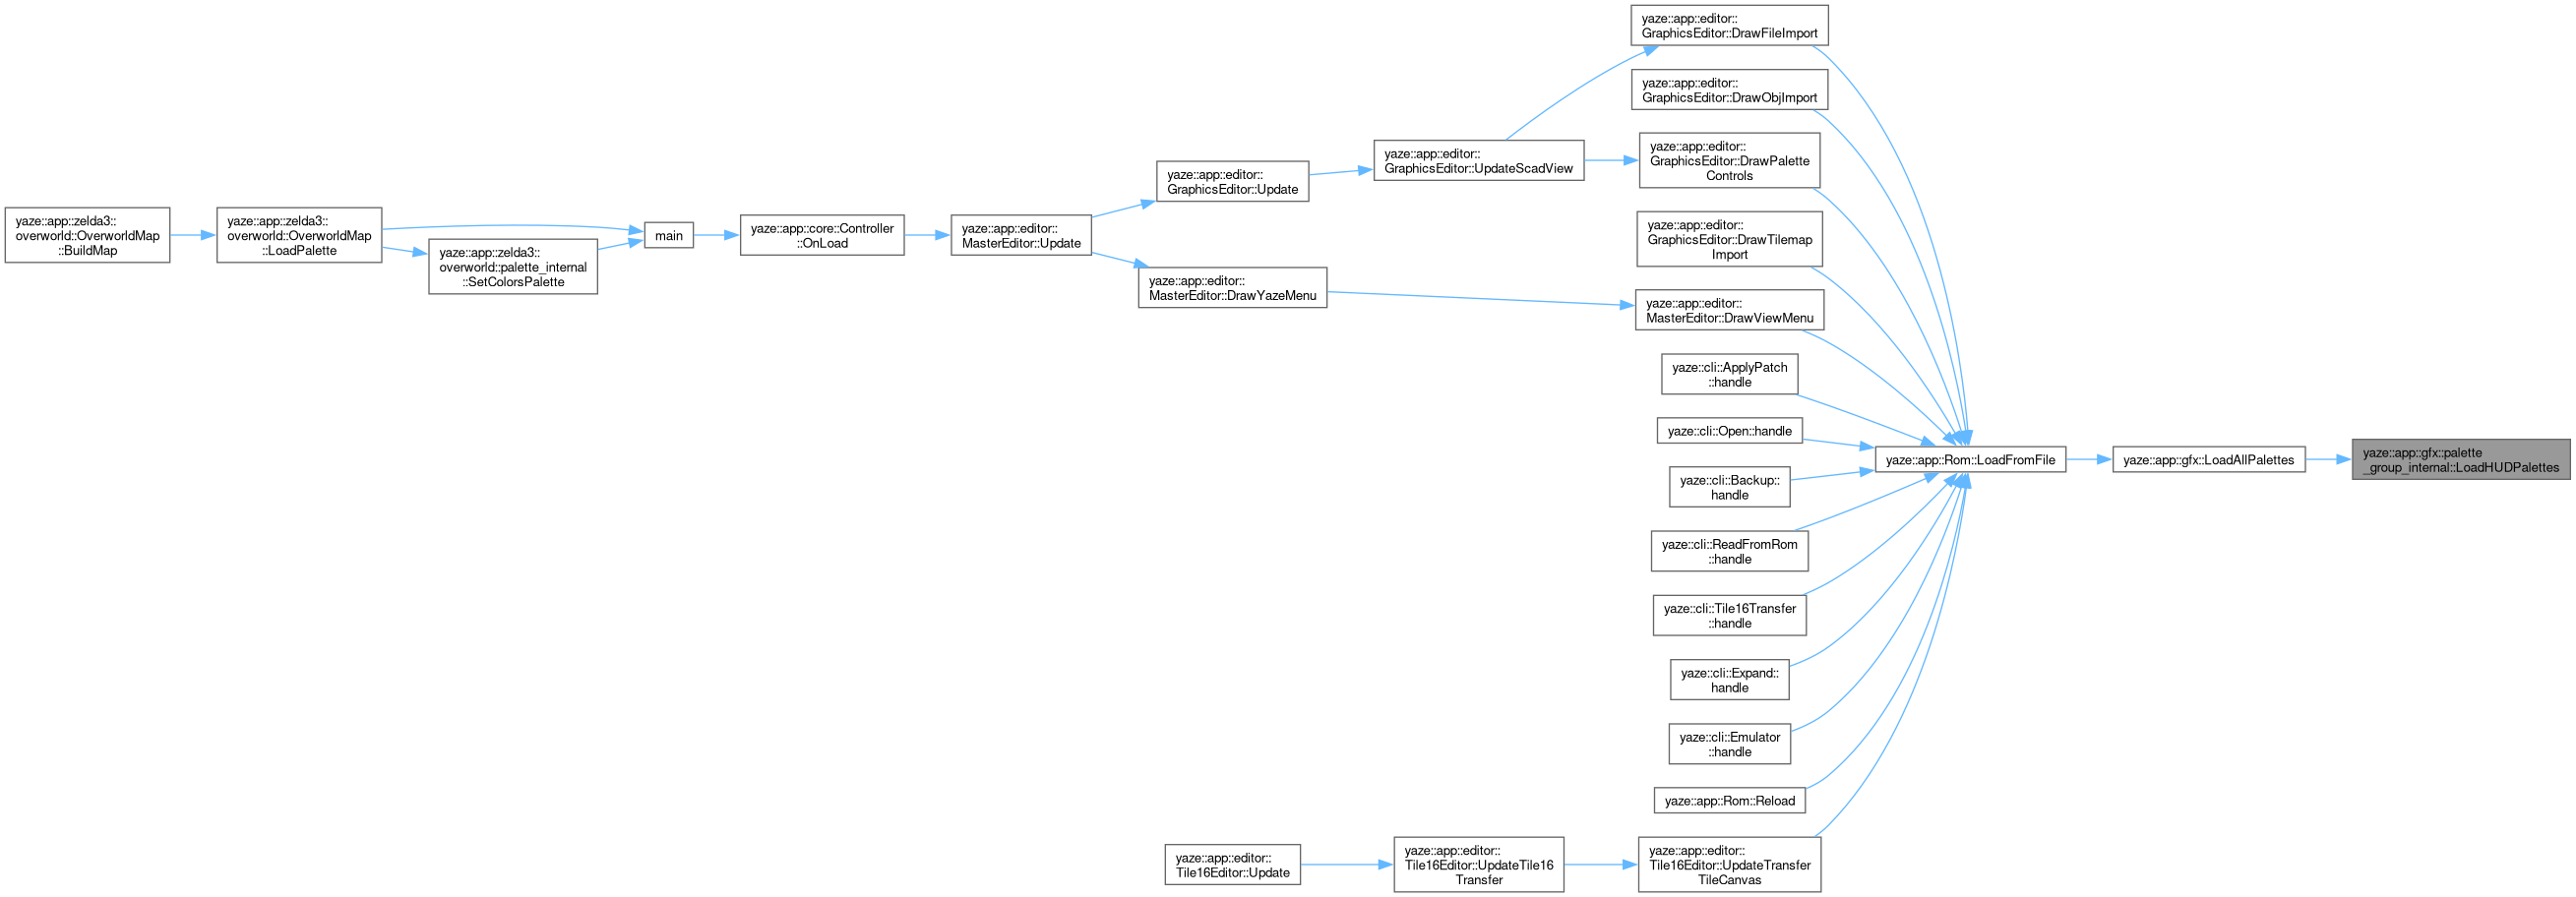 yaze::app::editor::
GraphicsEditor::DrawFileImport
yaze::app::editor::
GraphicsEditor::DrawObjImport
yaze::app::editor::
GraphicsEditor::DrawPalette
Controls
yaze::app::editor::
GraphicsEditor::UpdateScadView
yaze::app::editor::
GraphicsEditor::Update
yaze::app::zelda3::
overworld::OverworldMap
::BuildMap
yaze::app::zelda3::
overworld::OverworldMap
::LoadPalette
main
yaze::app::zelda3::
overworld::palette_internal
::SetColorsPalette
yaze::app::core::Controller
::OnLoad
yaze::app::editor::
MasterEditor::Update
yaze::app::editor::
MasterEditor::DrawYazeMenu
yaze::app::editor::
GraphicsEditor::DrawTilemap
Import
yaze::app::editor::
MasterEditor::DrawViewMenu
yaze::cli::ApplyPatch
::handle
yaze::cli::Open::handle
yaze::cli::Backup::
handle
yaze::app::Rom::LoadFromFile
yaze::app::gfx::LoadAllPalettes
yaze::app::gfx::palette
_group_internal::LoadHUDPalettes
yaze::cli::ReadFromRom
::handle
yaze::cli::Tile16Transfer
::handle
yaze::cli::Expand::
handle
yaze::cli::Emulator
::handle
yaze::app::Rom::Reload
yaze::app::editor::
Tile16Editor::Update
yaze::app::editor::
Tile16Editor::UpdateTile16
Transfer
yaze::app::editor::
Tile16Editor::UpdateTransfer
TileCanvas